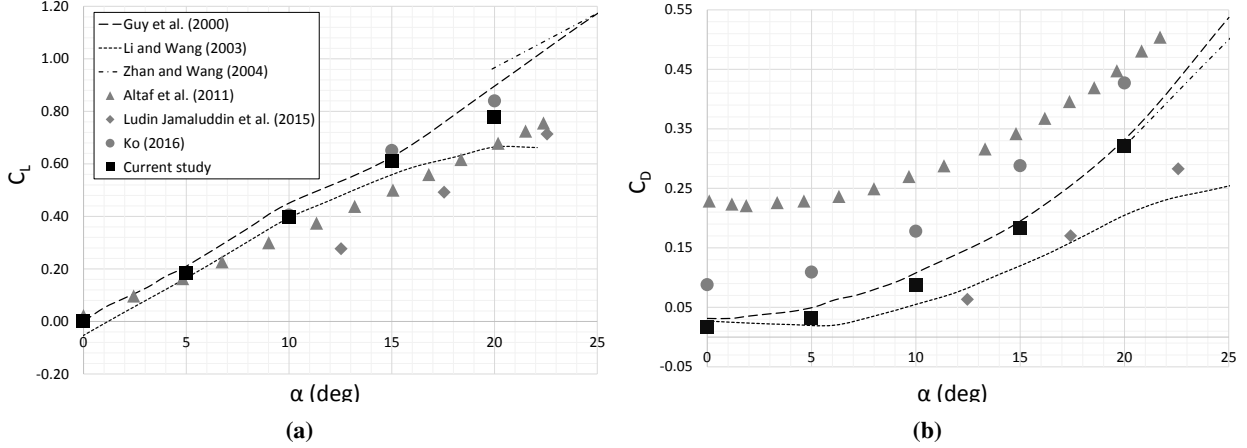 1.20
1.00
0.80
0.60
0.40
0.20
0.00
-0.20
C_L
Guy et al. (2000)
Li and Wang (2003)
Zhan and Wang (2004)
Altaf et al. (2011)
Ludin Jamaluddin et al. (2015)
Ko (2016)
Current study
0 5 10 15 20 25
α (deg)
(a)
0.55
0.45
0.35
0.25
0.15
0.05
-0.05
C_D
0 5 10 15 20 25
α (deg)
(b)